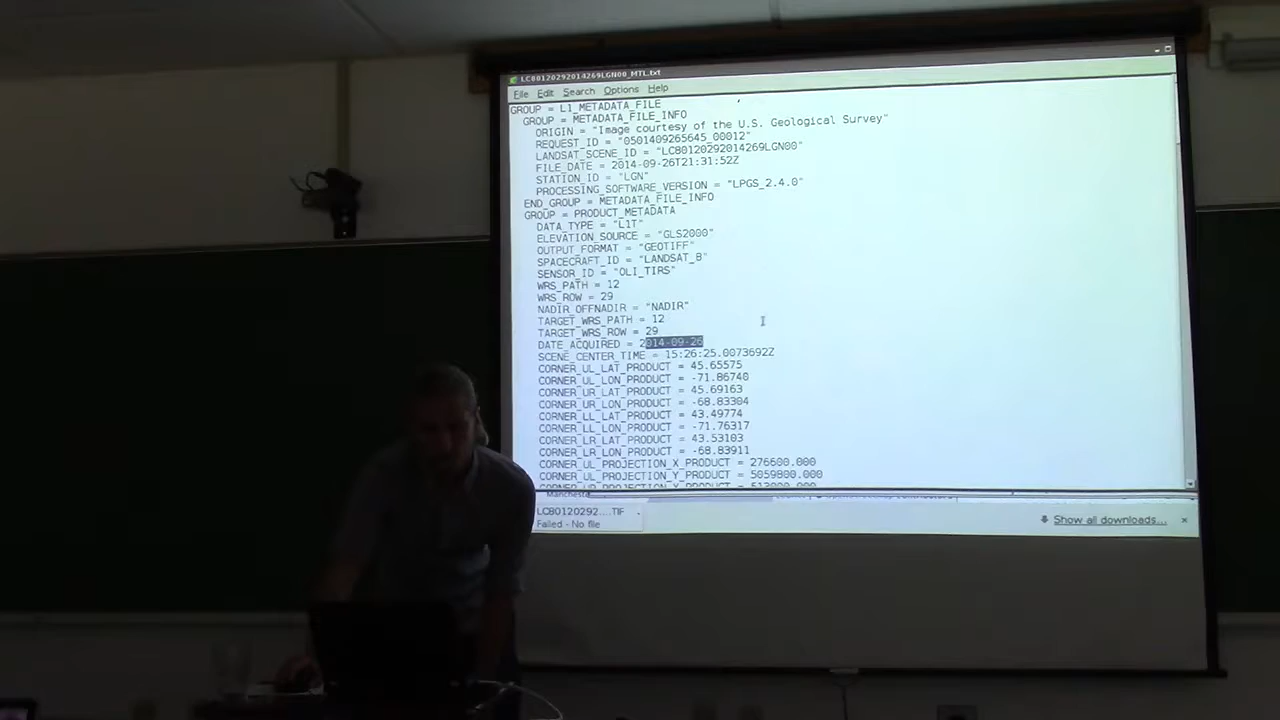 LC80120292014269LGN00_MTL.txt
File Edit Search Options Help
GROUP = L1_METADATA_FILE
GROUP = METADATA_FILE_INFO
ORIGIN = "Image courtesy of the U.S. Geological Survey"
REQUEST_ID = "0501409265645_00012"
LANDSAT_SCENE_ID = "LC80120292014269LGN00"
FILE_DATE = 2014-09-26T21:31:52Z
STATION_ID = "LGN"
PROCESSING_SOFTWARE_VERSION = "LPGS_2.4.0"
END_GROUP = METADATA_FILE_INFO
GROUP = PRODUCT_METADATA
DATA_TYPE = "L1T"
ELEVATION_SOURCE = "GLS2000"
OUTPUT_FORMAT = "GEOTIFF"
SPACECRAFT_ID = "LANDSAT_8"
SENSOR_ID = "OLI_TIRS"
WRS_PATH = 12
WRS_ROW = 29
NADIR_OFFNADIR = "NADIR"
TARGET_WRS_PATH = 12
TARGET_WRS_ROW = 29
DATE_ACQUIRED = 2014-09-26
SCENE_CENTER_TIME = 15:26:25.0073692Z
CORNER_UL_LAT_PRODUCT = 45.65575
CORNER_UL_LON_PRODUCT = -71.86740
CORNER_UR_LAT_PRODUCT = 45.69163
CORNER_UR_LON_PRODUCT = -68.83304
CORNER_LL_LAT_PRODUCT = 43.49774
CORNER_LL_LON_PRODUCT = -71.76317
CORNER_LR_LAT_PRODUCT = 43.53103
CORNER_LR_LON_PRODUCT = -68.83911
CORNER_UL_PROJECTION_X_PRODUCT = 276600.000
CORNER_UL_PROJECTION_Y_PRODUCT = 5059800.000
Manchest
LC80120292....TIF
Failed - No file
Show all downloads...